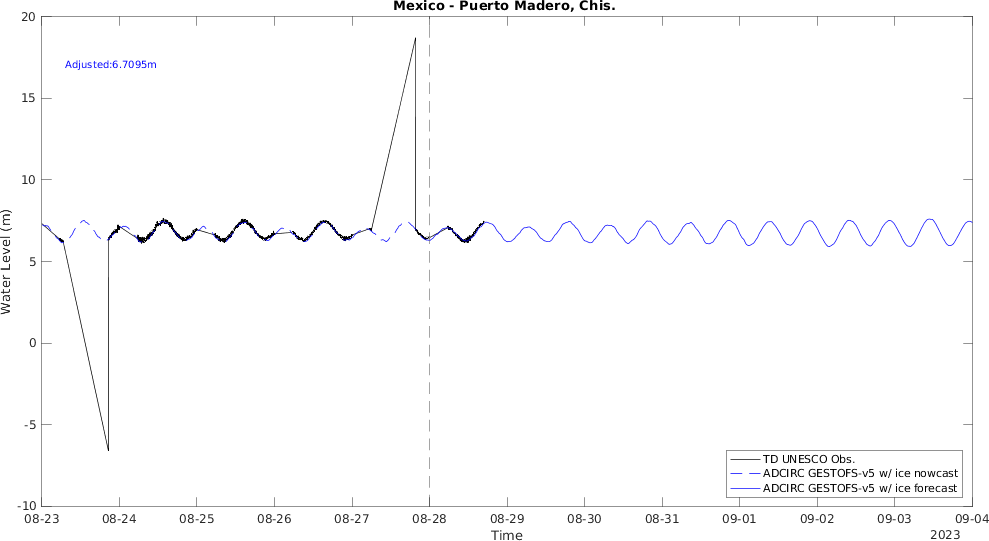 Mexico - Puerto Madero, Chis.
Adjusted:6.7095m
Water Level (m)
20
15
10
5
0
-5
-10
08-23 08-24 08-25 08-26 08-27 08-28 08-29 08-30 08-31 09-01 09-02 09-03 09-04
Time
2023
TD UNESCO Obs.
ADCIRC GESTOFS-v5 w/ ice nowcast
ADCIRC GESTOFS-v5 w/ ice forecast